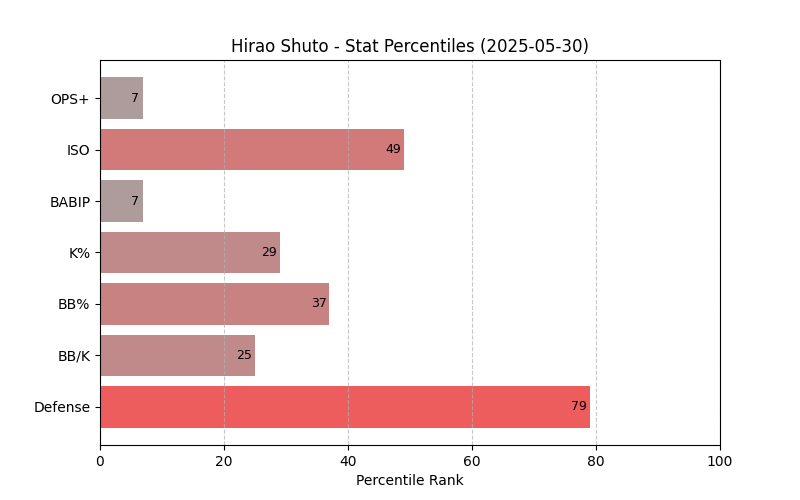 Hirao Shuto - Stat Percentiles (2025-05-30)
OPS+ 7
ISO 49
BABIP 7
K% 29
BB% 37
BB/K 25
Defense 79
0 20 40 60 80 100
Percentile Rank